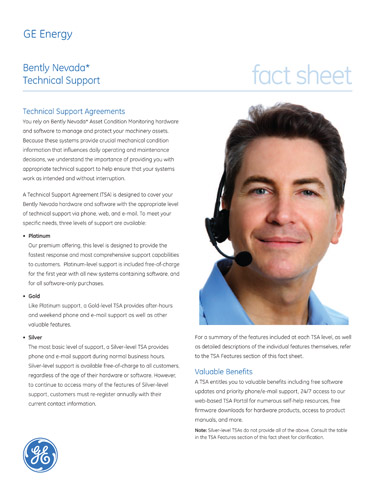 GE Energy
Bently Nevada*
Technical Support
fact sheet
Technical Support Agreements
You rely on Bently Nevada* Asset Condition Monitoring hardware
and software to manage and protect your machinery assets.
Because these systems provide crucial mechanical condition
information that influences daily operating and maintenance
decisions, we understand the importance of providing you with
appropriate technical support to help ensure that your systems
work as intended and without interruption.
A Technical Support Agreement (TSA) is designed to cover your
Bently Nevada hardware and software with the appropriate level
of technical support via phone, web, and e-mail. To meet your
specific needs, three levels of support are available:
• Platinum
Our premium offering, this level is designed to provide the
fastest response and most comprehensive support capabilities
to customers. Platinum-level support is included free-of-charge
for the first year with all new systems containing software, and
for all software-only purchases.
• Gold
Like Platinum support, a Gold-level TSA provides after-hours
and weekend phone and e-mail support as well as other
valuable features.
• Silver
The most basic level of support, a Silver-level TSA provides
phone and e-mail support during normal business hours.
Silver-level support is available free-of-charge to all customers,
regardless of the age of their hardware or software. However,
to continue to access many of the features of Silver-level
support, customers must re-register annually with their
current contact information.
For a summary of the features included at each TSA level, as well
as detailed descriptions of the individual features themselves, refer
to the TSA Features section of this fact sheet.
Valuable Benefits
A TSA entitles you to valuable benefits including free software
updates and priority phone/e-mail support, 24/7 access to our
web-based TSA Portal for numerous self-help resources, free
firmware downloads for hardware products, access to product
manuals, and more.
Note: Silver-level TSAs do not provide all of the above. Consult the table
in the TSA Features section of this fact sheet for clarification.
GE